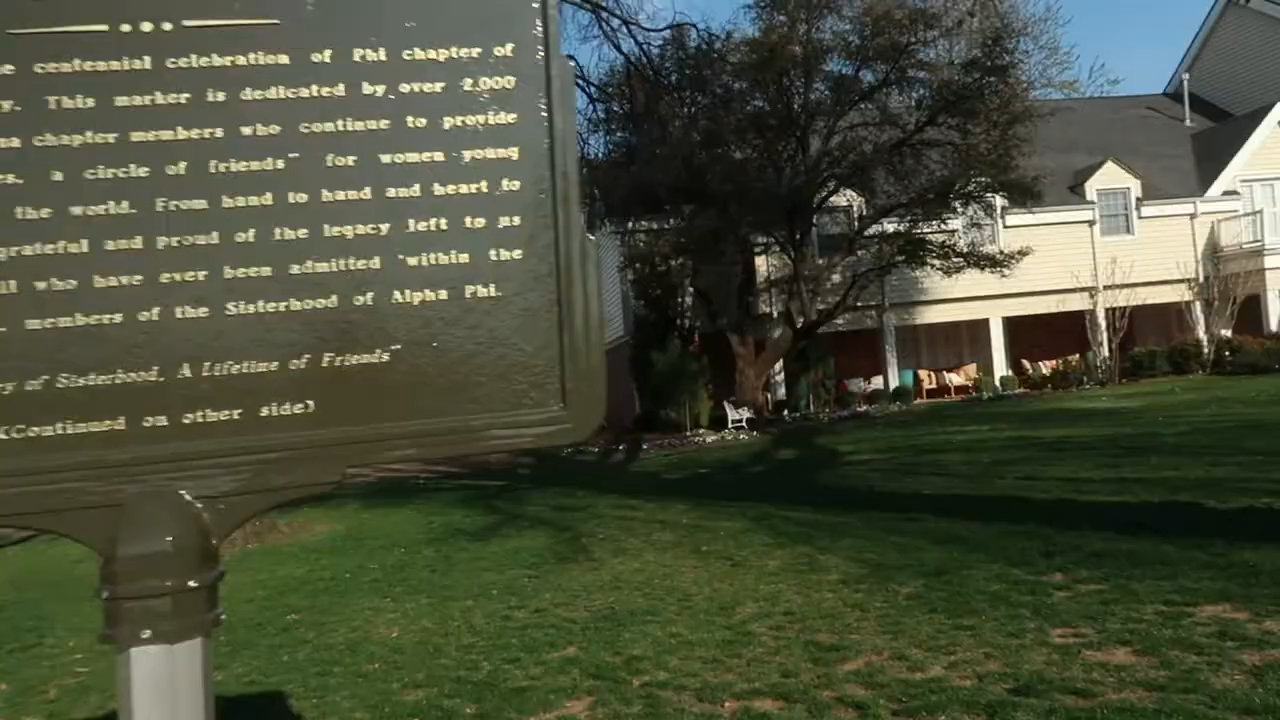 centennial celebration of Phi chapter of
This marker is dedicated by over 2,000
chapter members who continue to provide
a circle of friends" for women young
the world. From hand to hand and heart to
grateful and proud of the legacy left to us
who have ever been admitted "within the
members of the Sisterhood of Alpha Phi.
of Sisterhood, A Lifetime of Friends"
(Continued on other side)